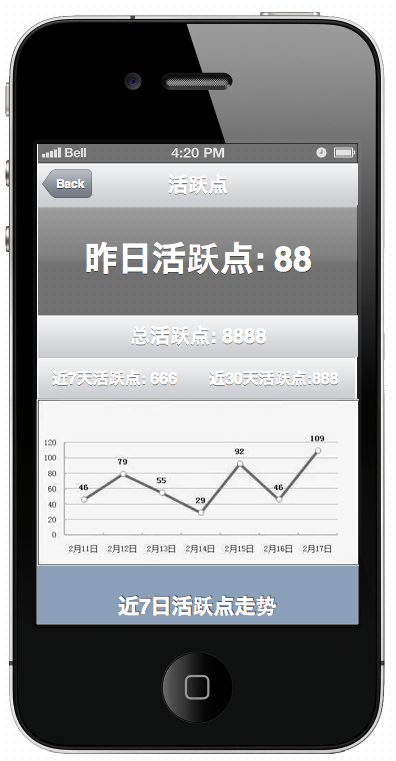 Bell 4:20 PM
Back 活跃点
昨日活跃点: 88
总活跃点: 8888
近7天活跃点: 666 近30天活跃点:888
120
100
80
60
40
20
0
46 79 55 29 92 46 109
2月11日 2月12日 2月13日 2月14日 2月15日 2月16日 2月17日
近7日活跃点走势